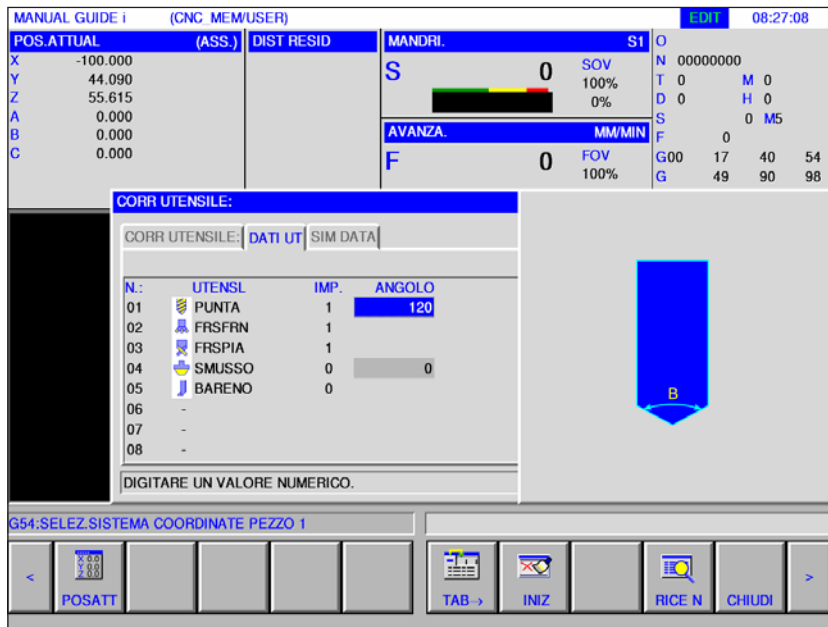 MANUAL GUIDE i (CNC_MEM/USER) EDIT 08:27:08
POS.ATTUAL (ASS.) DIST RESID MANDRI. S1
X -100.000
Y 44.090
Z 55.615
A 0.000
B 0.000
C 0.000
S 0 SOV 100% 0%
AVANZA. MM/MIN
F 0 FOV 100%
O
N 00000000
T 0 M 0
D 0 H 0
S 0 M5
F 0
G00 17 40 54
G 49 90 98
CORR UTENSILE:
CORR UTENSILE: DATI UT SIM DATA
N.: UTENSL IMP. ANGOLO
01 PUNTA 1 120
02 FRSFRN 1
03 FRSPIA 1
04 SMUSSO 0 0
05 BARENO 0
06 -
07 -
08 -
B
DIGITARE UN VALORE NUMERICO.
G54:SELEZ.SISTEMA COORDINATE PEZZO 1
< POSATT TAB→ INIZ RICE N CHIUDI >